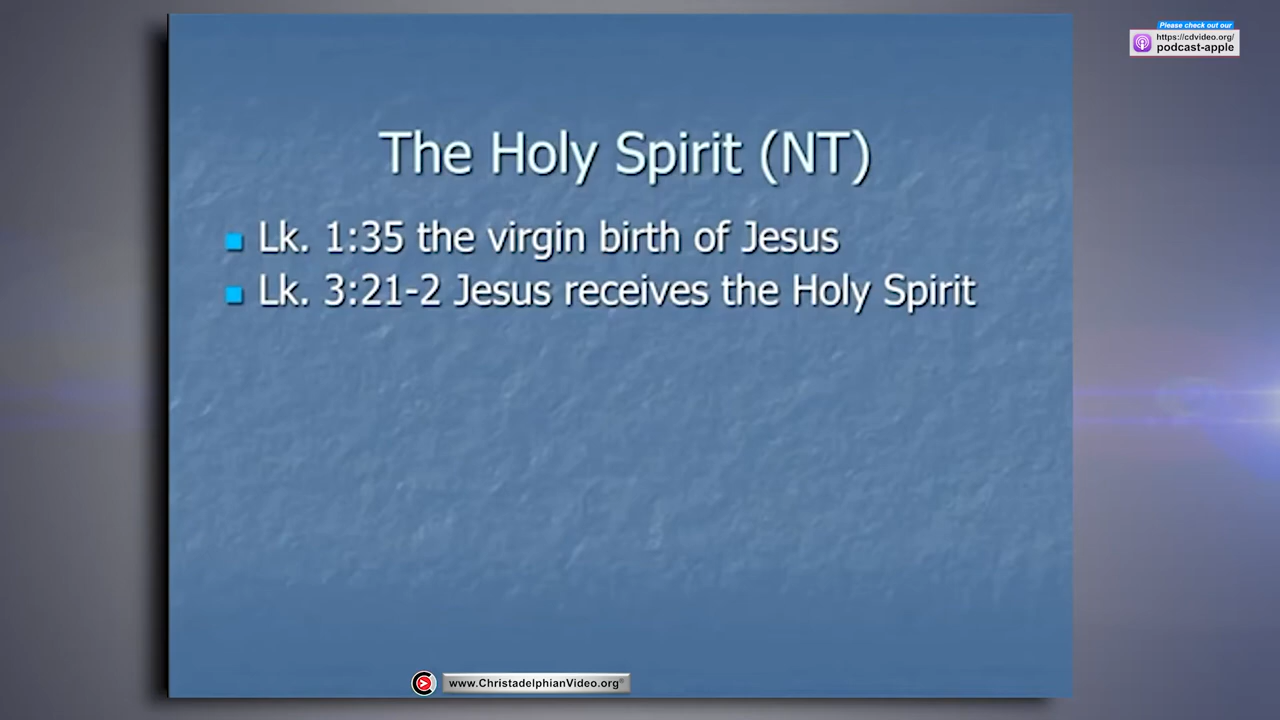 Please check out our
https://cdvideo.org/
podcast-apple
The Holy Spirit (NT)
Lk. 1:35 the virgin birth of Jesus
Lk. 3:21-2 Jesus receives the Holy Spirit
www.ChristadelphianVideo.org®